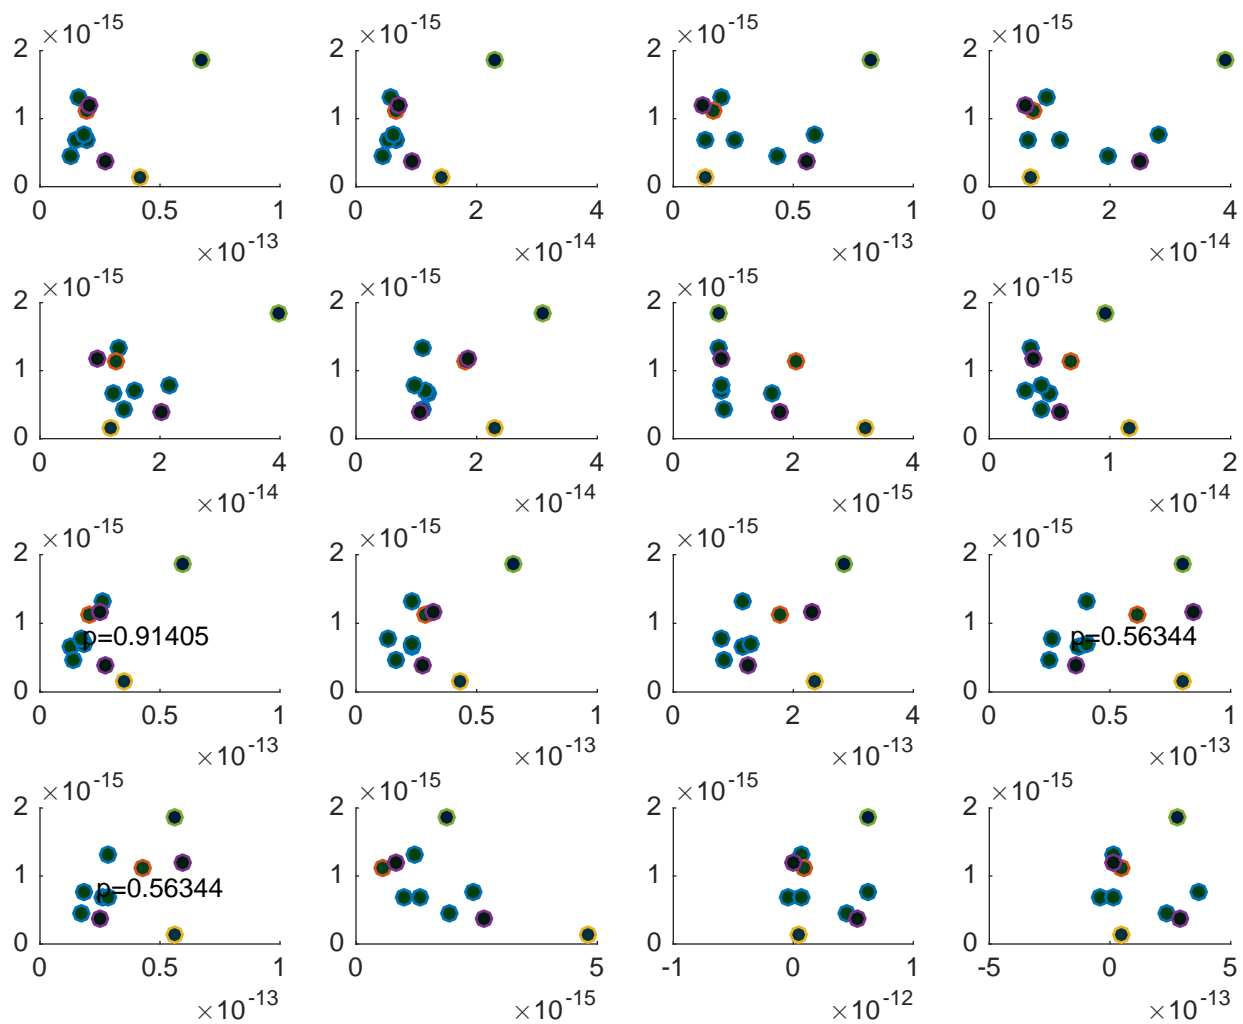 ×10-15 ×10-15 ×10-15 ×10-15
2 2 2 2
1 1 1 1
0 0 0 0
0 0.5 1 0 2 4 0 0.5 1 0 2 4
×10-13 ×10-14 ×10-13 ×10-14
×10-15 ×10-15 ×10-15 ×10-15
2 2 2 2
1 1 1 1
0 0 0 0
0 2 4 0 2 4 0 2 4 0 1 2
×10-14 ×10-14 ×10-15 ×10-14
×10-15 ×10-15 ×10-15 ×10-15
2 2 2 2
1 1 1 1
p=0.91405 p=0.56344
0 0 0 0
0 0.5 1 0 0.5 1 0 2 4 0 0.5 1
×10-13 ×10-13 ×10-13 ×10-13
×10-15 ×10-15 ×10-15 ×10-15
2 2 2 2
1 1 1 1
p=0.56344
0 0 0 0
0 0.5 1 0 5 -1 0 1 -5 0 5
×10-13 ×10-15 ×10-12 ×10-13